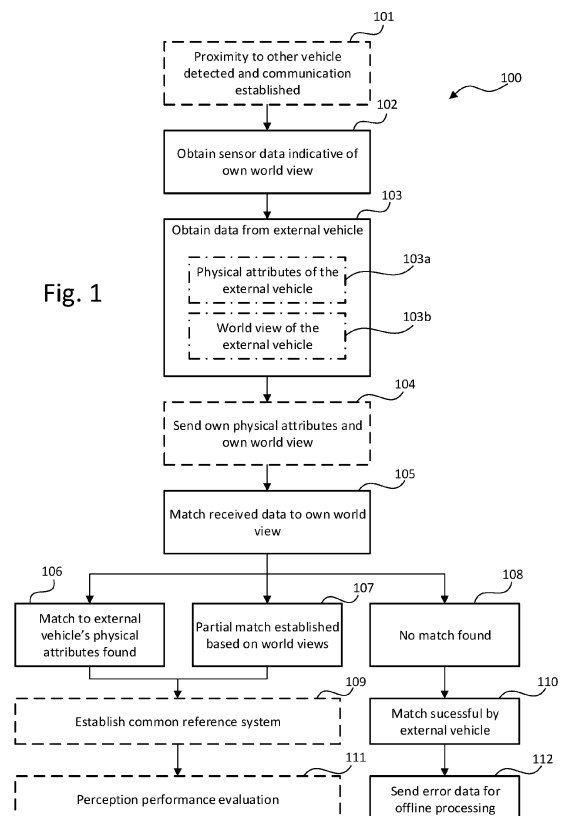 101
Proximity to other vehicle
detected and communication
established
100
102
Obtain sensor data indicative of
own world view
103
Obtain data from external vehicle
103a
Physical attributes of the
external vehicle
Fig. 1
103b
World view of the
external vehicle
104
Send own physical attributes and
own world view
105
Match received data to own world
view
106
Match to external
vehicle's physical
attributes found
107
Partial match established
based on world views
108
No match found
109
Establish common reference system
110
Match sucessful by
external vehicle
111
Perception performance evaluation
112
Send error data for
offline processing